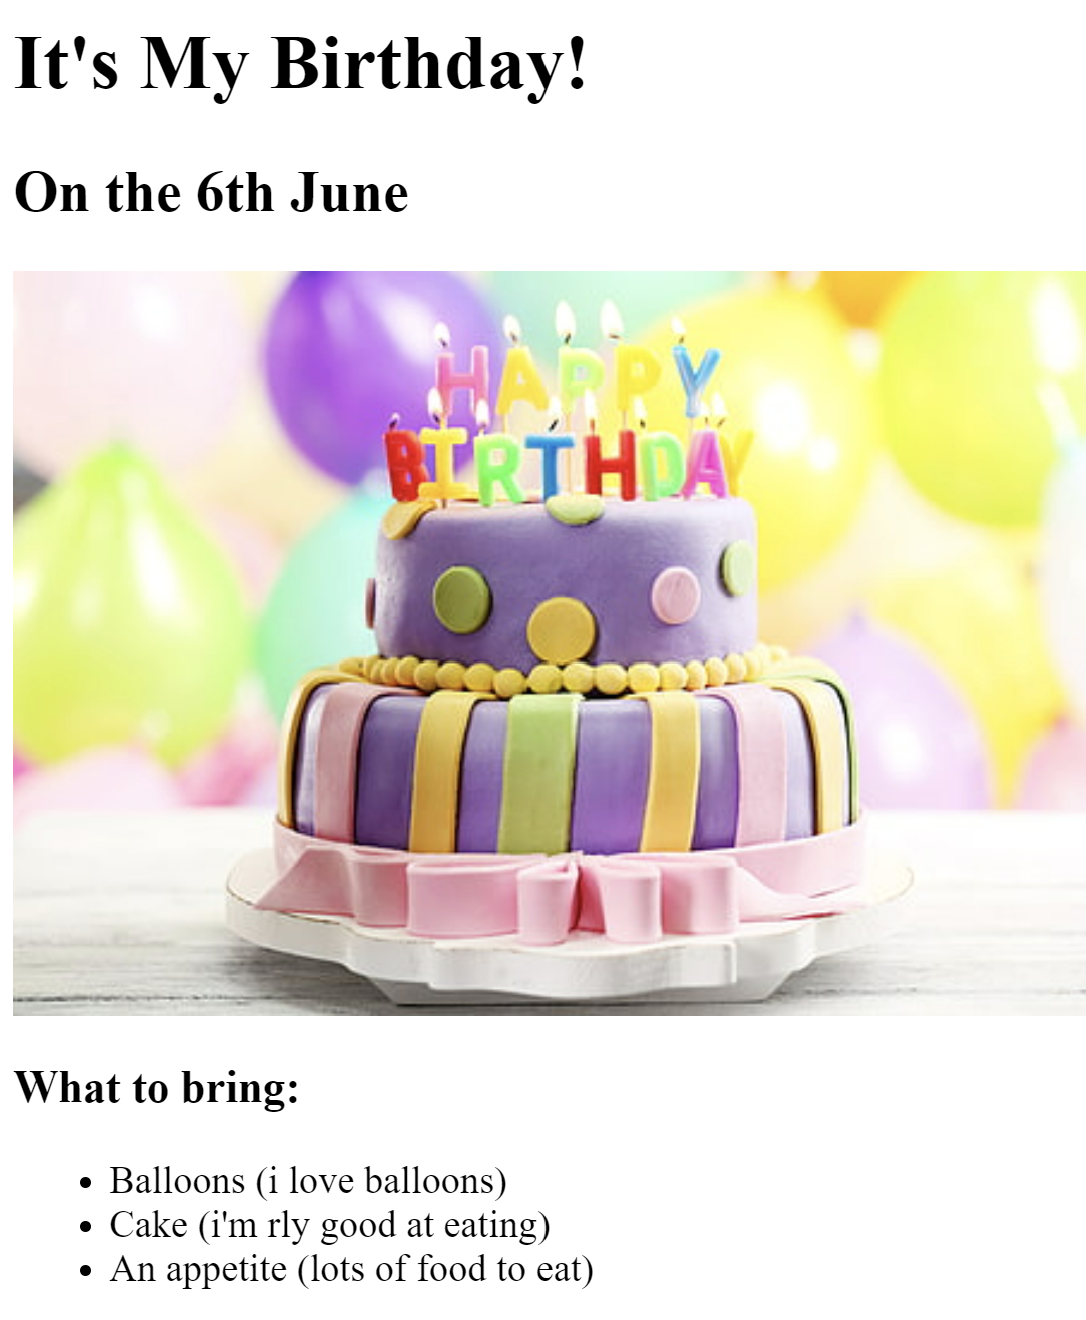 It's My Birthday!
On the 6th June
HAPPY
BIRTHDAY
What to bring:
Balloons (i love balloons)
Cake (i'm rly good at eating)
An appetite (lots of food to eat)